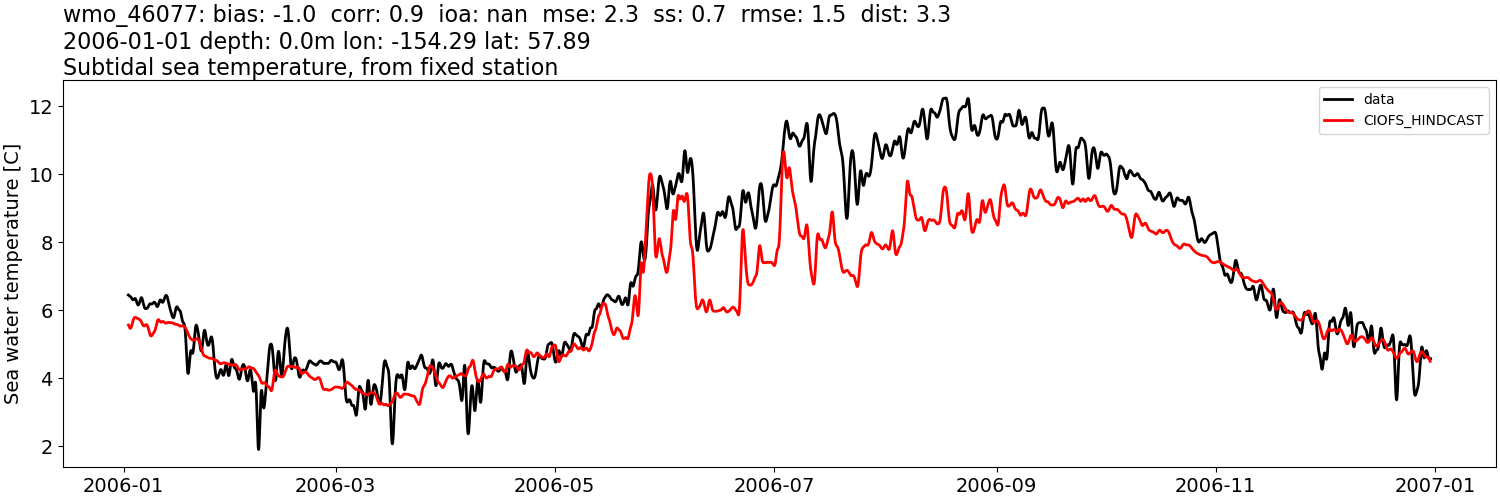 wmo_46077: bias: -1.0  corr: 0.9  ioa: nan  mse: 2.3  ss: 0.7  rmse: 1.5  dist: 3.3
2006-01-01 depth: 0.0m lon: -154.29 lat: 57.89
Subtidal sea temperature, from fixed station
data
CIOFS_HINDCAST
Sea water temperature [C]
12
10
8
6
4
2
2006-01
2006-03
2006-05
2006-07
2006-09
2006-11
2007-01